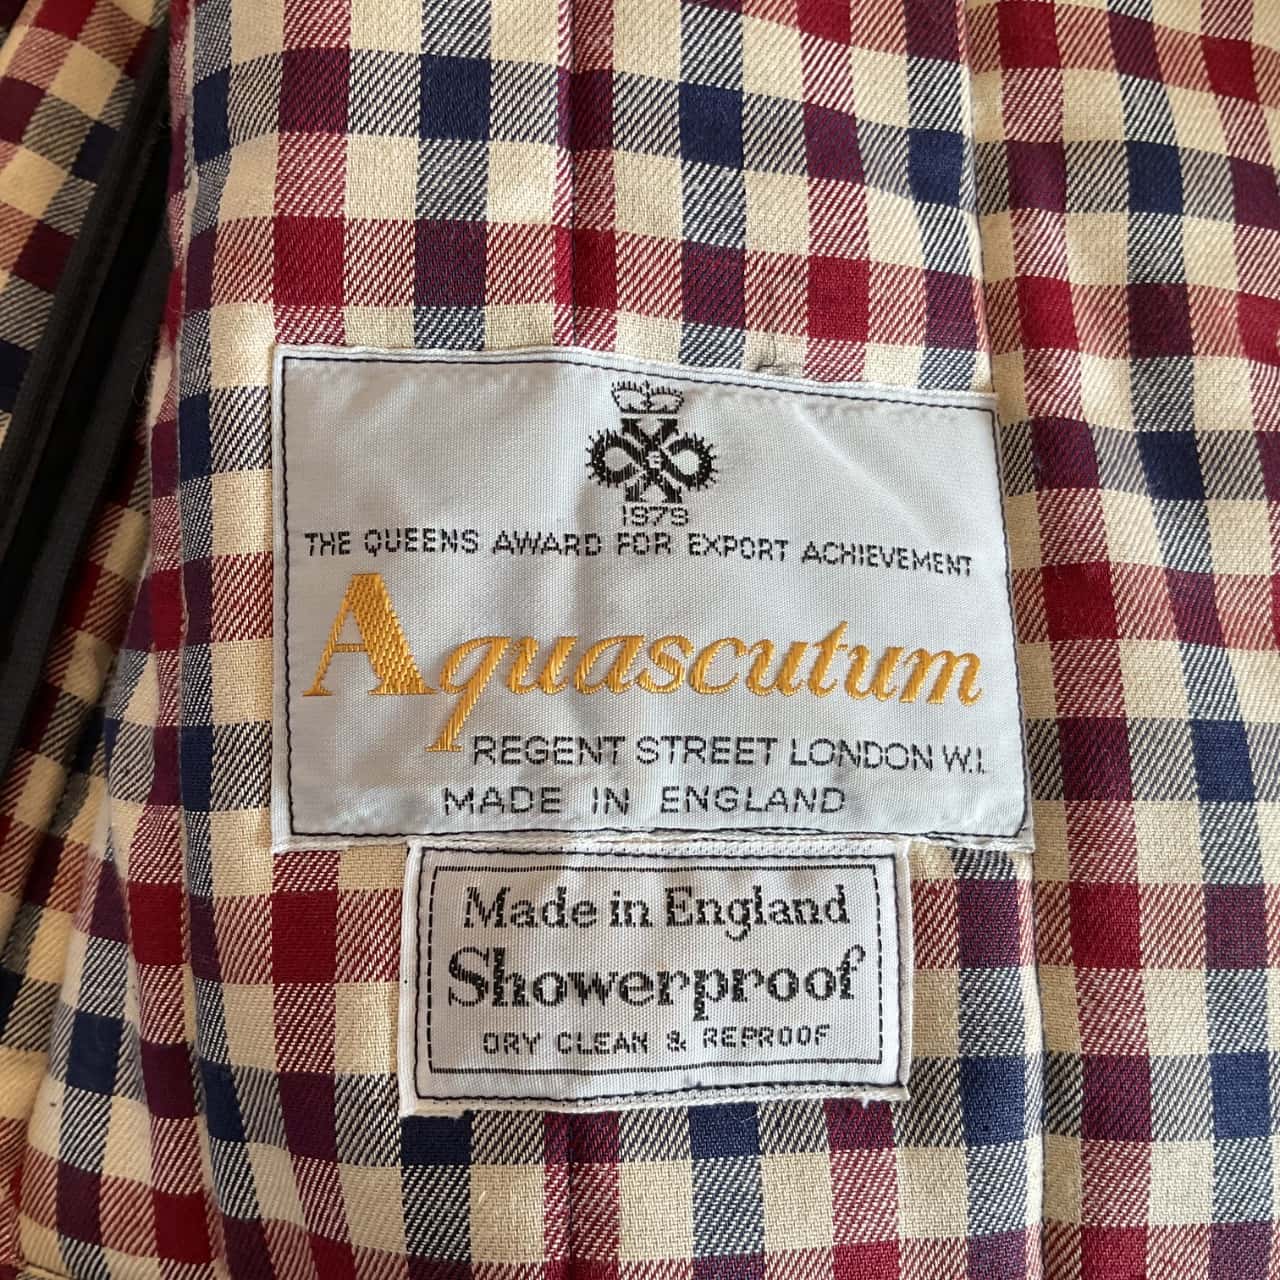 1979
THE QUEENS AWARD FOR EXPORT ACHIEVEMENT
Aquascutum
REGENT STREET LONDON W.I.
MADE IN ENGLAND
Made in England
Showerproof
DRY CLEAN & REPROOF